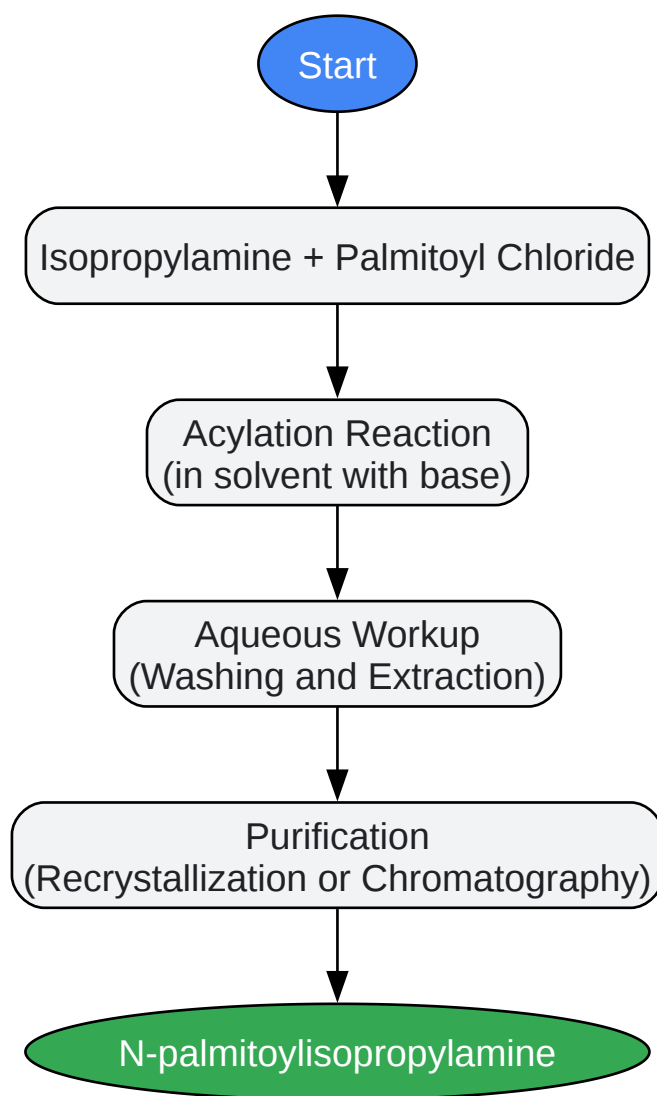 Start
Isopropylamine + Palmitoyl Chloride
Acylation Reaction
(in solvent with base)
Aqueous Workup
(Washing and Extraction)
Purification
(Recrystallization or Chromatography)
N-palmitoylisopropylamine